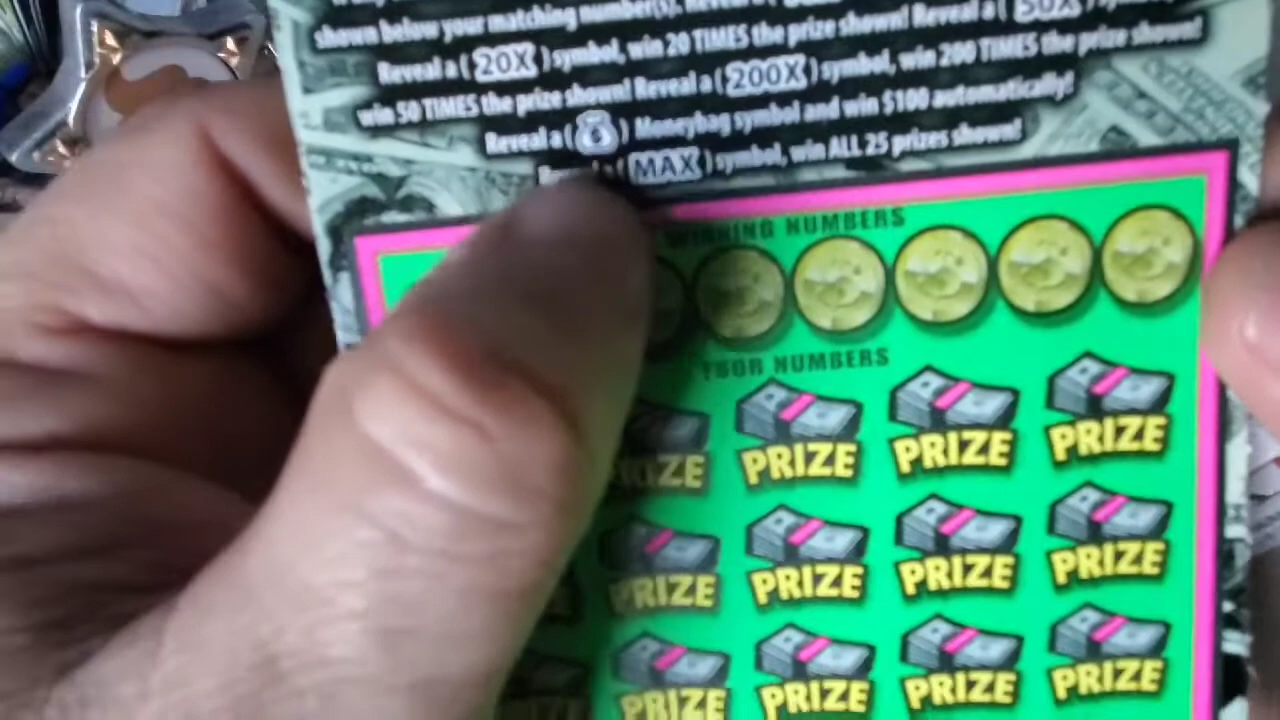 shown below your matching number(s). Reveal a (
Reveal a ( 20X ) symbol, win 20 TIMES the prize shown! Reveal a ( 50X ) symbol,
win 50 TIMES the prize shown! Reveal a ( 200X ) symbol, win 200 TIMES the prize shown!
Reveal a ( $ ) Moneybag symbol and win $100 automatically!
( MAX ) symbol, win ALL 25 prizes shown!
WINNING NUMBERS
YOUR NUMBERS
PRIZE PRIZE PRIZE PRIZE
PRIZE PRIZE PRIZE PRIZE
PRIZE PRIZE PRIZE PRIZE